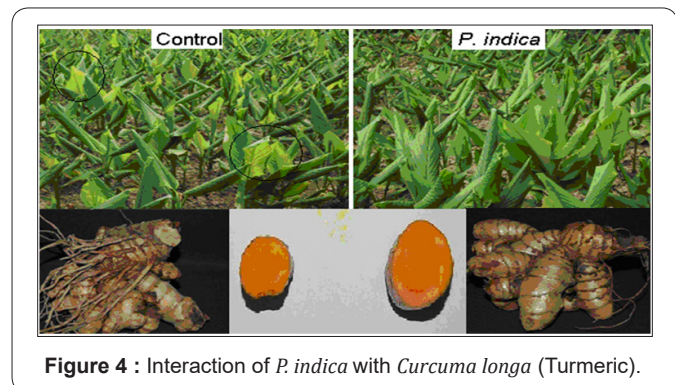 Control
P. indica
Figure 4 : Interaction of P. indica with Curcuma longa (Turmeric).